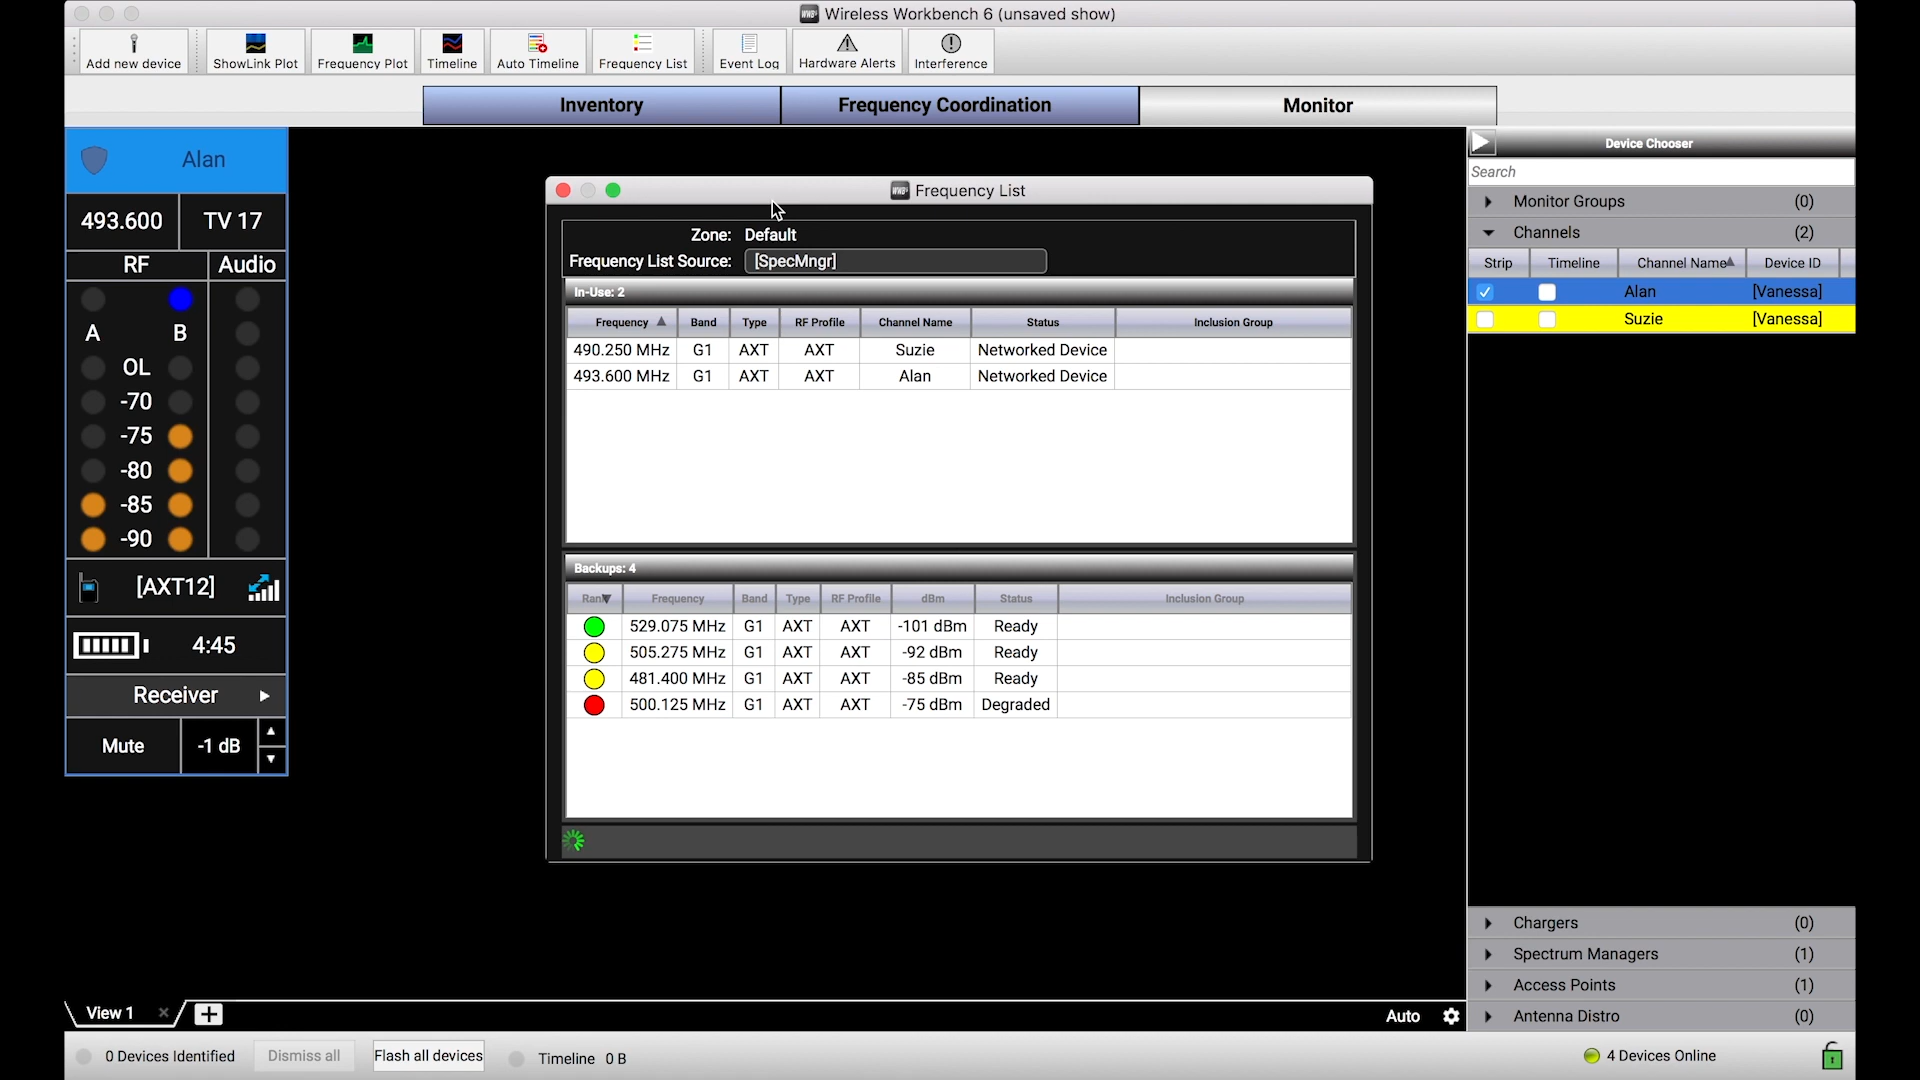 Wireless Workbench 6 (unsaved show)
Add new device
ShowLink Plot
Frequency Plot
Timeline
Auto Timeline
Frequency List
Event Log
Hardware Alerts
Interference
Inventory
Frequency Coordination
Monitor
Alan
493.600 TV 17
RF Audio
A B
OL
-70
-75
-80
-85
-90
[AXT12]
4:45
Receiver
Mute -1 dB
Frequency List
Zone: Default
Frequency List Source: [SpecMngr]
In-Use: 2
Frequency Band Type RF Profile Channel Name Status Inclusion Group
490.250 MHz G1 AXT AXT Suzie Networked Device
493.600 MHz G1 AXT AXT Alan Networked Device
Backups: 4
Rank Frequency Band Type RF Profile dBm Status Inclusion Group
529.075 MHz G1 AXT AXT -101 dBm Ready
505.275 MHz G1 AXT AXT -92 dBm Ready
481.400 MHz G1 AXT AXT -85 dBm Ready
500.125 MHz G1 AXT AXT -75 dBm Degraded
Device Chooser
Search
Monitor Groups (0)
Channels (2)
Strip Timeline Channel Name Device ID
Alan [Vanessa]
Suzie [Vanessa]
Chargers (0)
Spectrum Managers (1)
Access Points (1)
Antenna Distro (0)
View 1
Auto
0 Devices Identified
Dismiss all
Flash all devices
Timeline 0 B
4 Devices Online